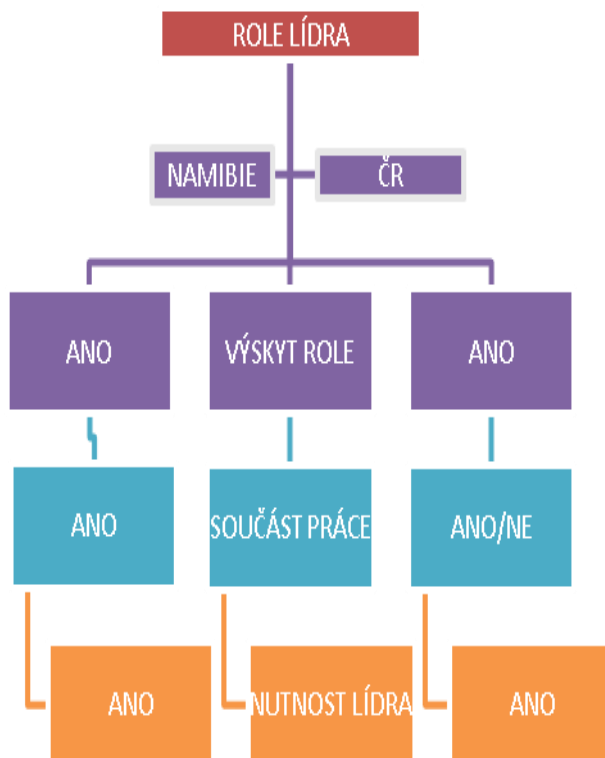 ROLE LÍDRA
NAMIBIE
ČR
ANO
VÝSKYT ROLE
ANO
ANO
SOUČÁST PRÁCE
ANO/NE
ANO
NUTNOST LÍDRA
ANO